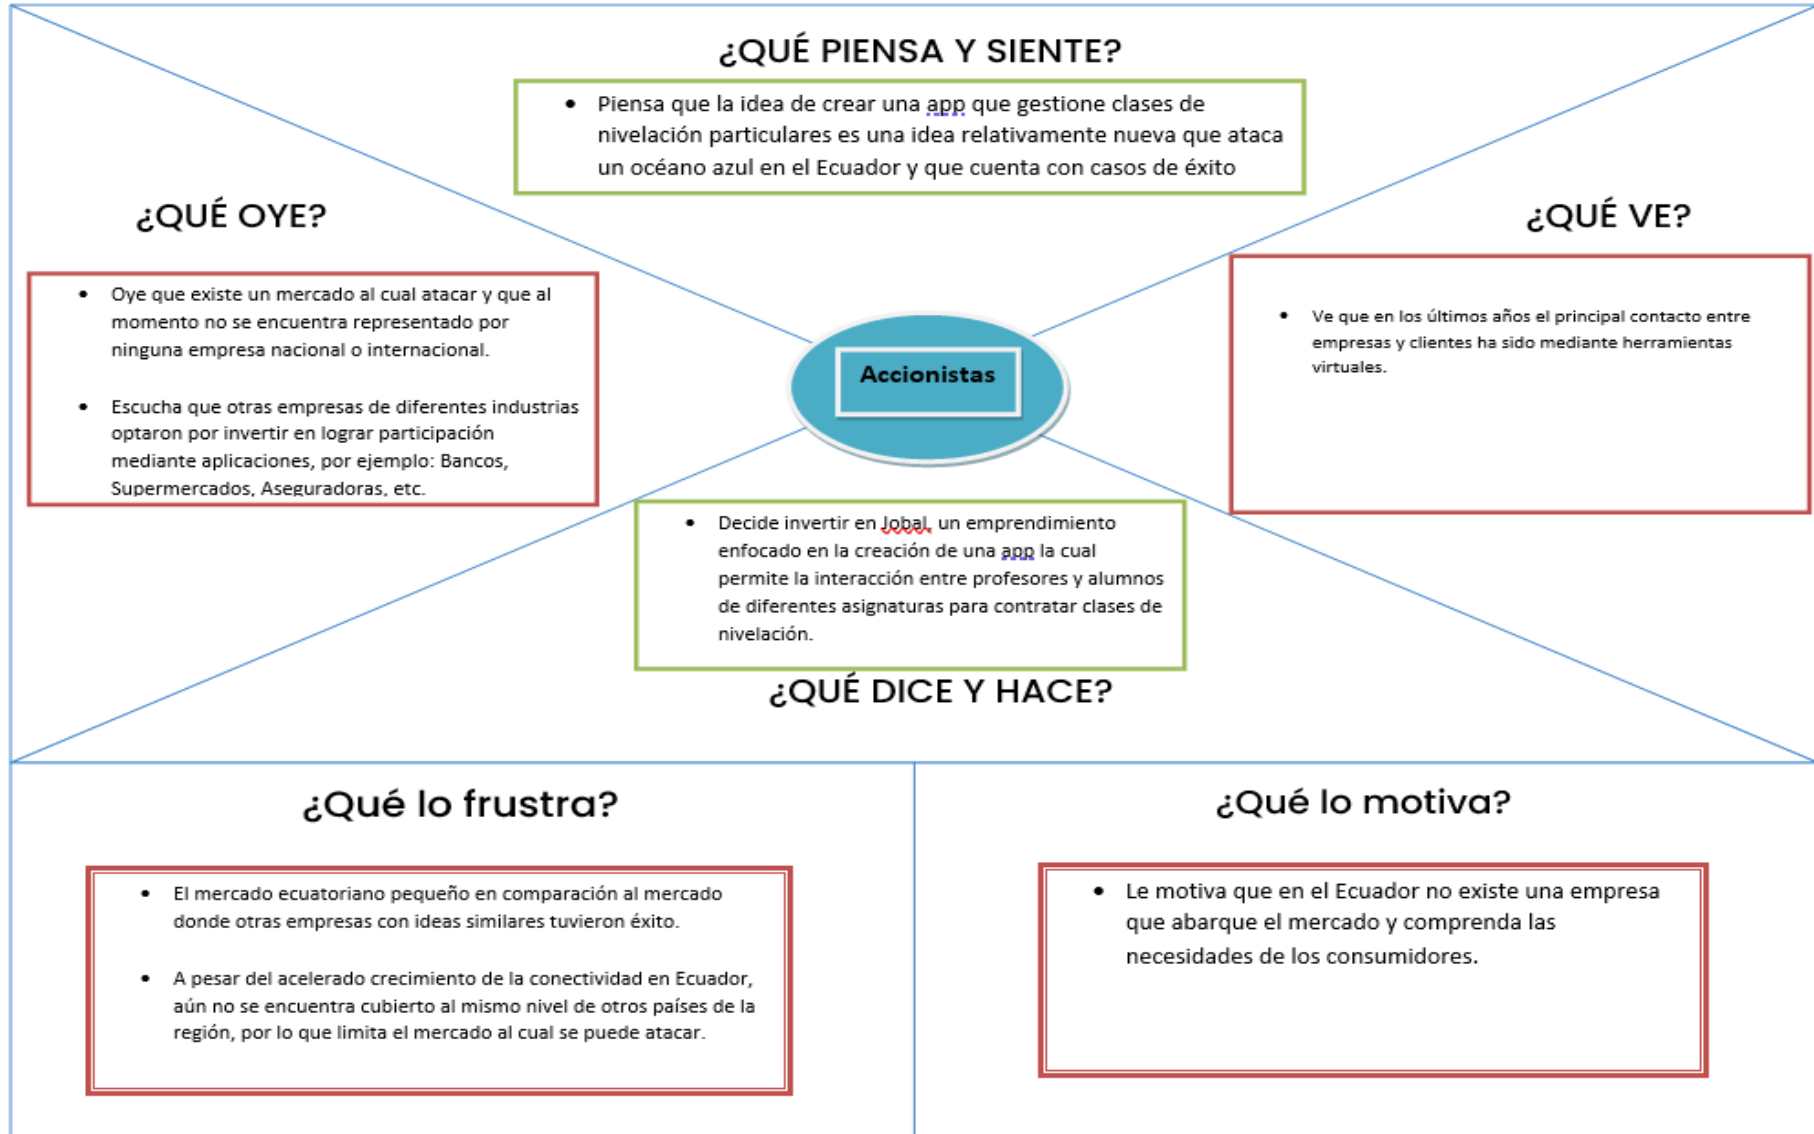 ¿QUÉ PIENSA Y SIENTE?
• Piensa que la idea de crear una app que gestione clases de
nivelación particulares es una idea relativamente nueva que ataca
un océano azul en el Ecuador y que cuenta con casos de éxito
¿QUÉ OYE?
• Oye que existe un mercado al cual atacar y que al
momento no se encuentra representado por
ninguna empresa nacional o internacional.
• Escucha que otras empresas de diferentes industrias
optaron por invertir en lograr participación
mediante aplicaciones, por ejemplo: Bancos,
Supermercados, Aseguradoras, etc.
¿QUÉ VE?
• Ve que en los últimos años el principal contacto entre
empresas y clientes ha sido mediante herramientas
virtuales.
Accionistas
• Decide invertir en Jobal, un emprendimiento
enfocado en la creación de una app la cual
permite la interacción entre profesores y alumnos
de diferentes asignaturas para contratar clases de
nivelación.
¿QUÉ DICE Y HACE?
¿Qué lo frustra?
• El mercado ecuatoriano pequeño en comparación al mercado
donde otras empresas con ideas similares tuvieron éxito.
• A pesar del acelerado crecimiento de la conectividad en Ecuador,
aún no se encuentra cubierto al mismo nivel de otros países de la
región, por lo que limita el mercado al cual se puede atacar.
¿Qué lo motiva?
• Le motiva que en el Ecuador no existe una empresa
que abarque el mercado y comprenda las
necesidades de los consumidores.